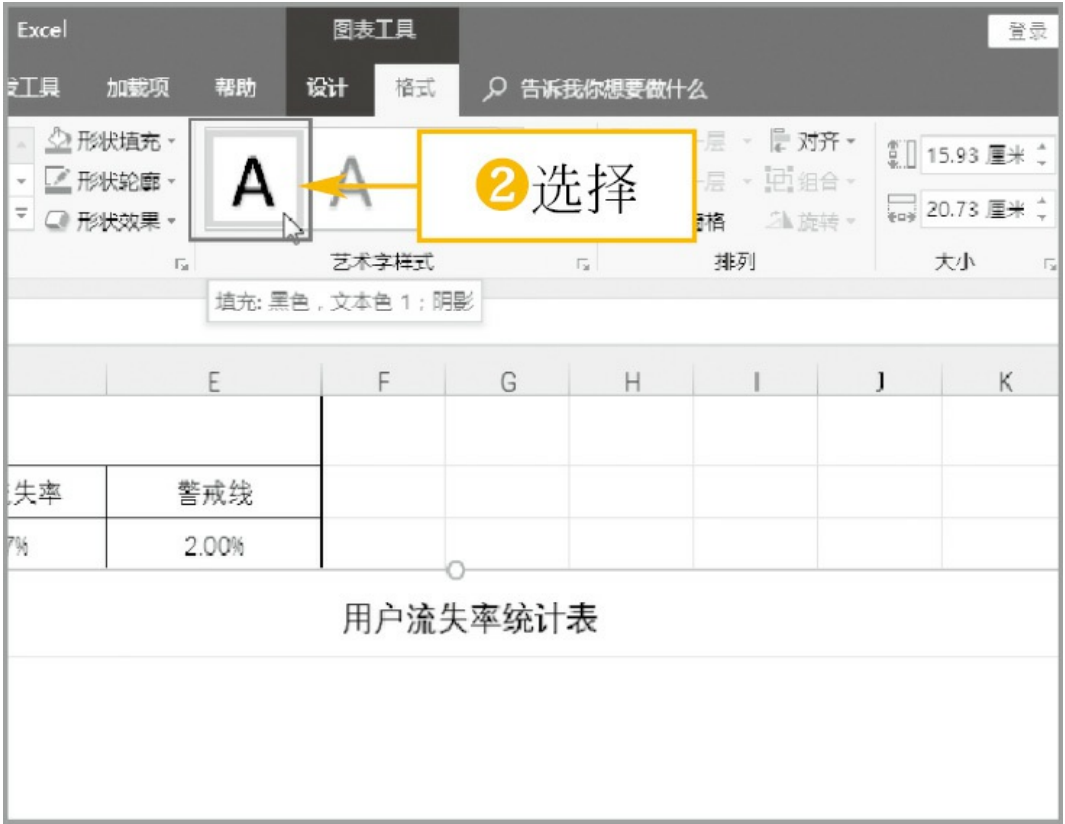 Excel 图表工具 登录
工具 加载项 帮助 设计 格式 告诉我你想要做什么
形状填充 层 对齐 15.93 厘米
形状轮廓 A A ❷选择 层 组合
形状效果 格 旋转 20.73 厘米
艺术字样式 排列 大小
填充: 黑色，文本色 1；阴影
E F G H I J K
失率 警戒线
7% 2.00%
用户流失率统计表